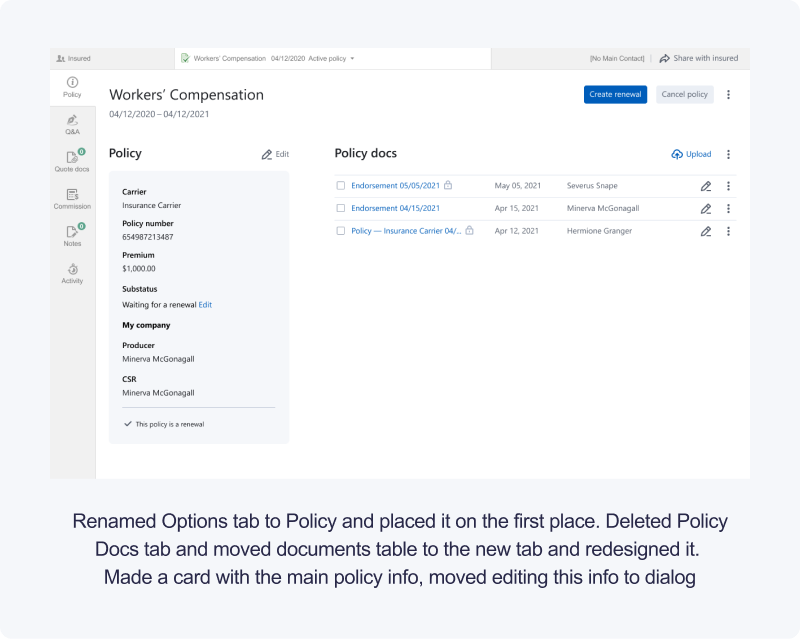 Insured
Workers' Compensation 04/12/2020 Active policy
[No Main Contact]
Share with insured
Policy
Q&A
0
Quote docs
Commission
0
Notes
Activity
Workers' Compensation
04/12/2020 – 04/12/2021
Create renewal
Cancel policy
Policy
Edit
Carrier
Insurance Carrier
Policy number
654987213487
Premium
$1,000.00
Substatus
Waiting for a renewal Edit
My company
Producer
Minerva McGonagall
CSR
Minerva McGonagall
This policy is a renewal
Policy docs
Upload
Endorsement 05/05/2021 May 05, 2021 Severus Snape
Endorsement 04/15/2021 Apr 15, 2021 Minerva McGonagall
Policy — Insurance Carrier 04/... Apr 12, 2021 Hermione Granger
Renamed Options tab to Policy and placed it on the first place. Deleted Policy
Docs tab and moved documents table to the new tab and redesigned it.
Made a card with the main policy info, moved editing this info to dialog